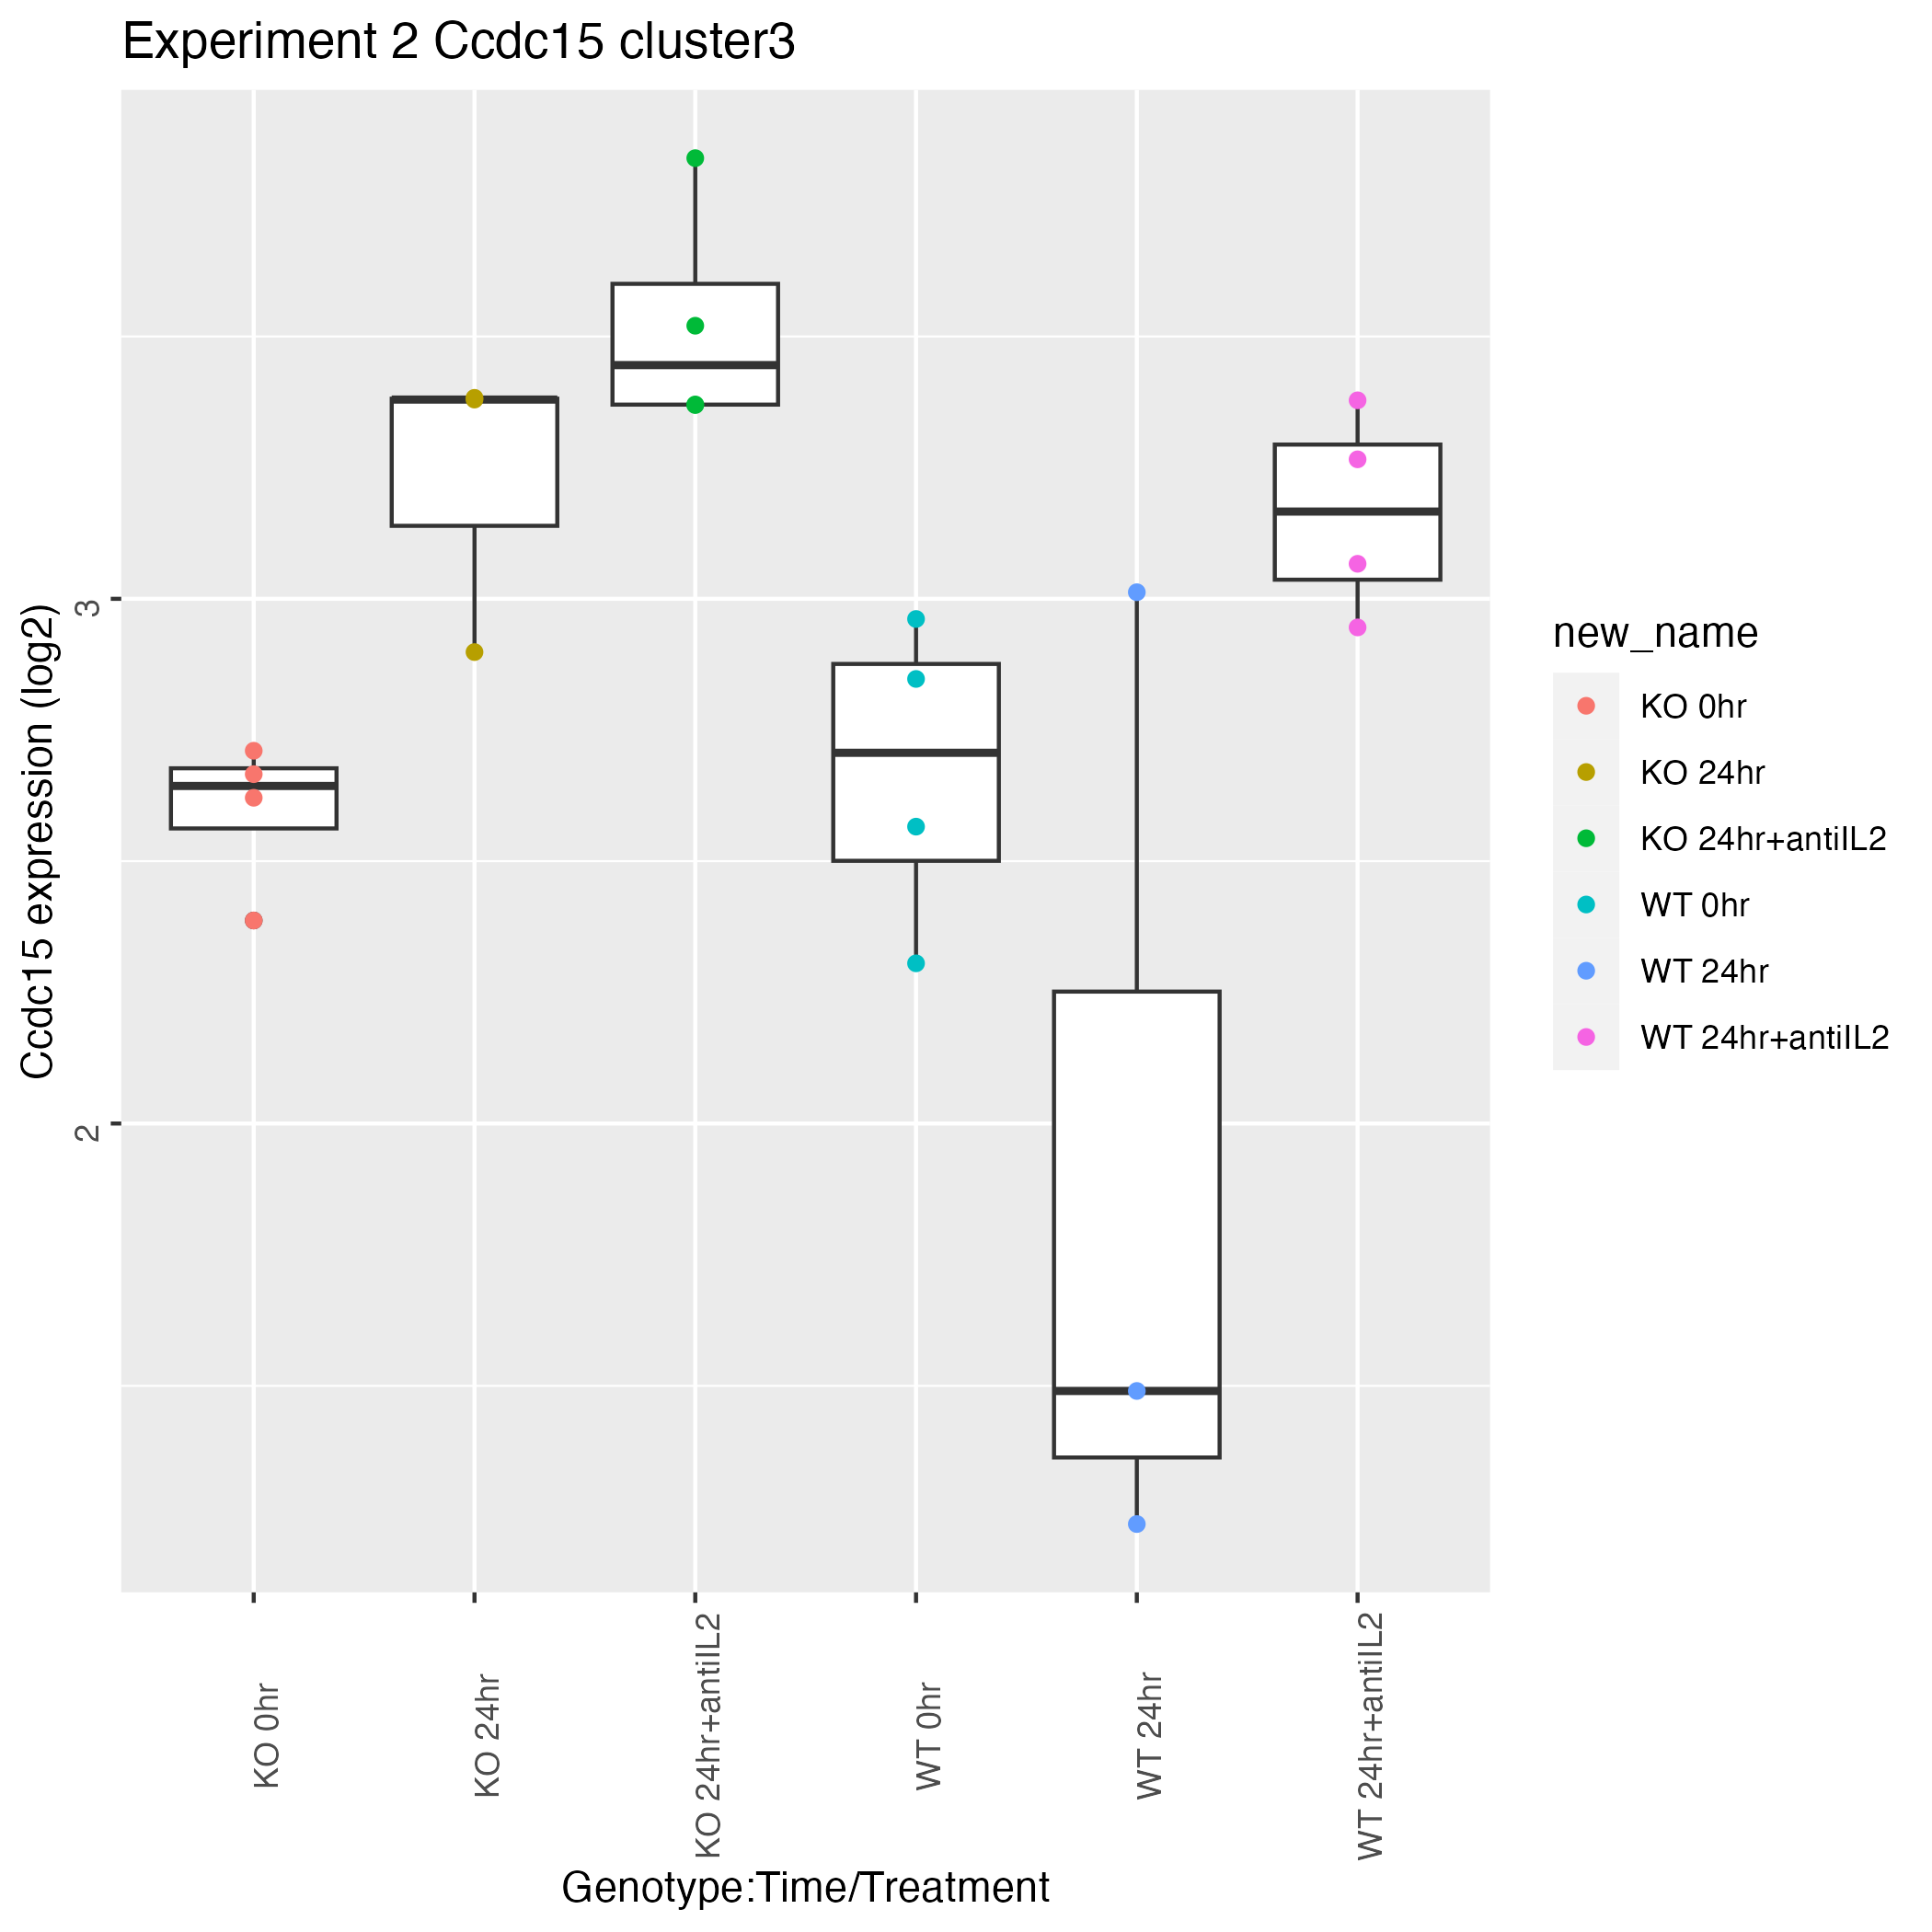 Experiment 2 Ccdc15 cluster3
Ccdc15 expression (log2)
3
2
KO 0hr
KO 24hr
KO 24hr+antiIL2
WT 0hr
WT 24hr
WT 24hr+antiIL2
Genotype:Time/Treatment
new_name
KO 0hr
KO 24hr
KO 24hr+antiIL2
WT 0hr
WT 24hr
WT 24hr+antiIL2